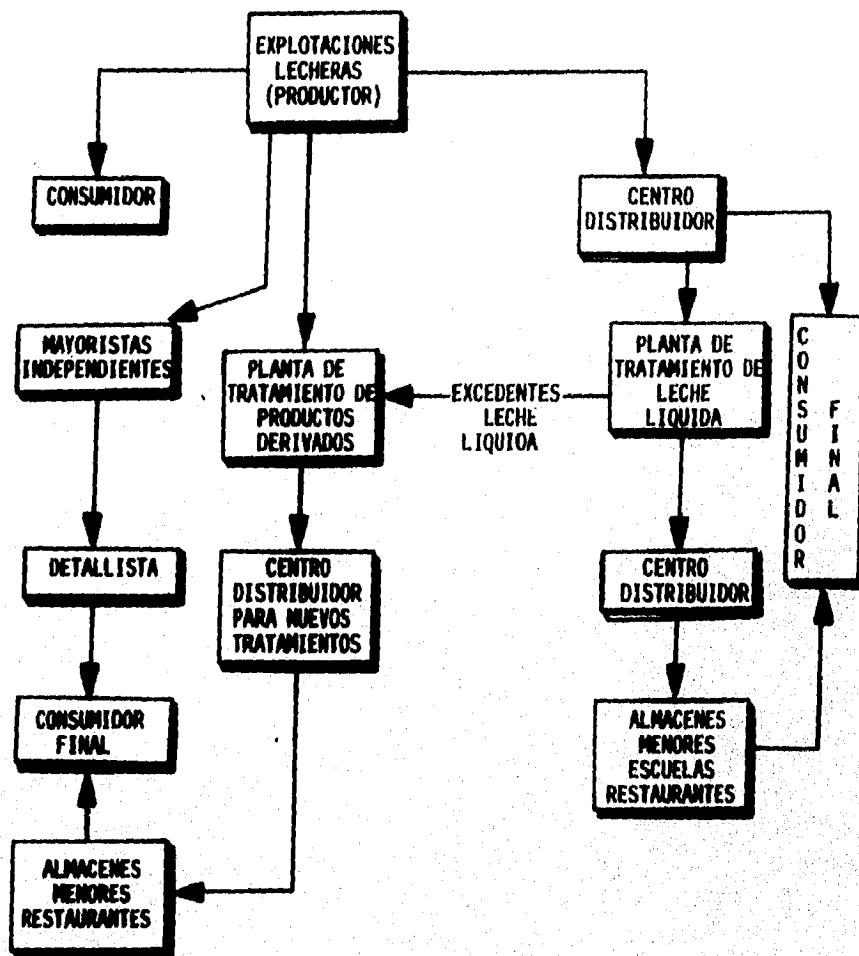 EXPLOTACIONES
LECHERAS
(PRODUCTOR)
CONSUMIDOR
CENTRO
DISTRIBUIDOR
MAYORISTAS
INDEPENDIENTES
PLANTA DE
TRATAMIENTO DE
PRODUCTOS
DERIVADOS
EXCEDENTES
LECHE
LIQUIDA
PLANTA DE
TRATAMIENTO DE
LECHE
LIQUIDA
CONSUMIDOR
FINAL
DETALLISTA
CENTRO
DISTRIBUIDOR
PARA NUEVOS
TRATAMIENTOS
CENTRO
DISTRIBUIDOR
CONSUMIDOR
FINAL
ALMACENES
MENORES
ESCUELAS
RESTAURANTES
ALMACENES
MENORES
RESTAURANTES